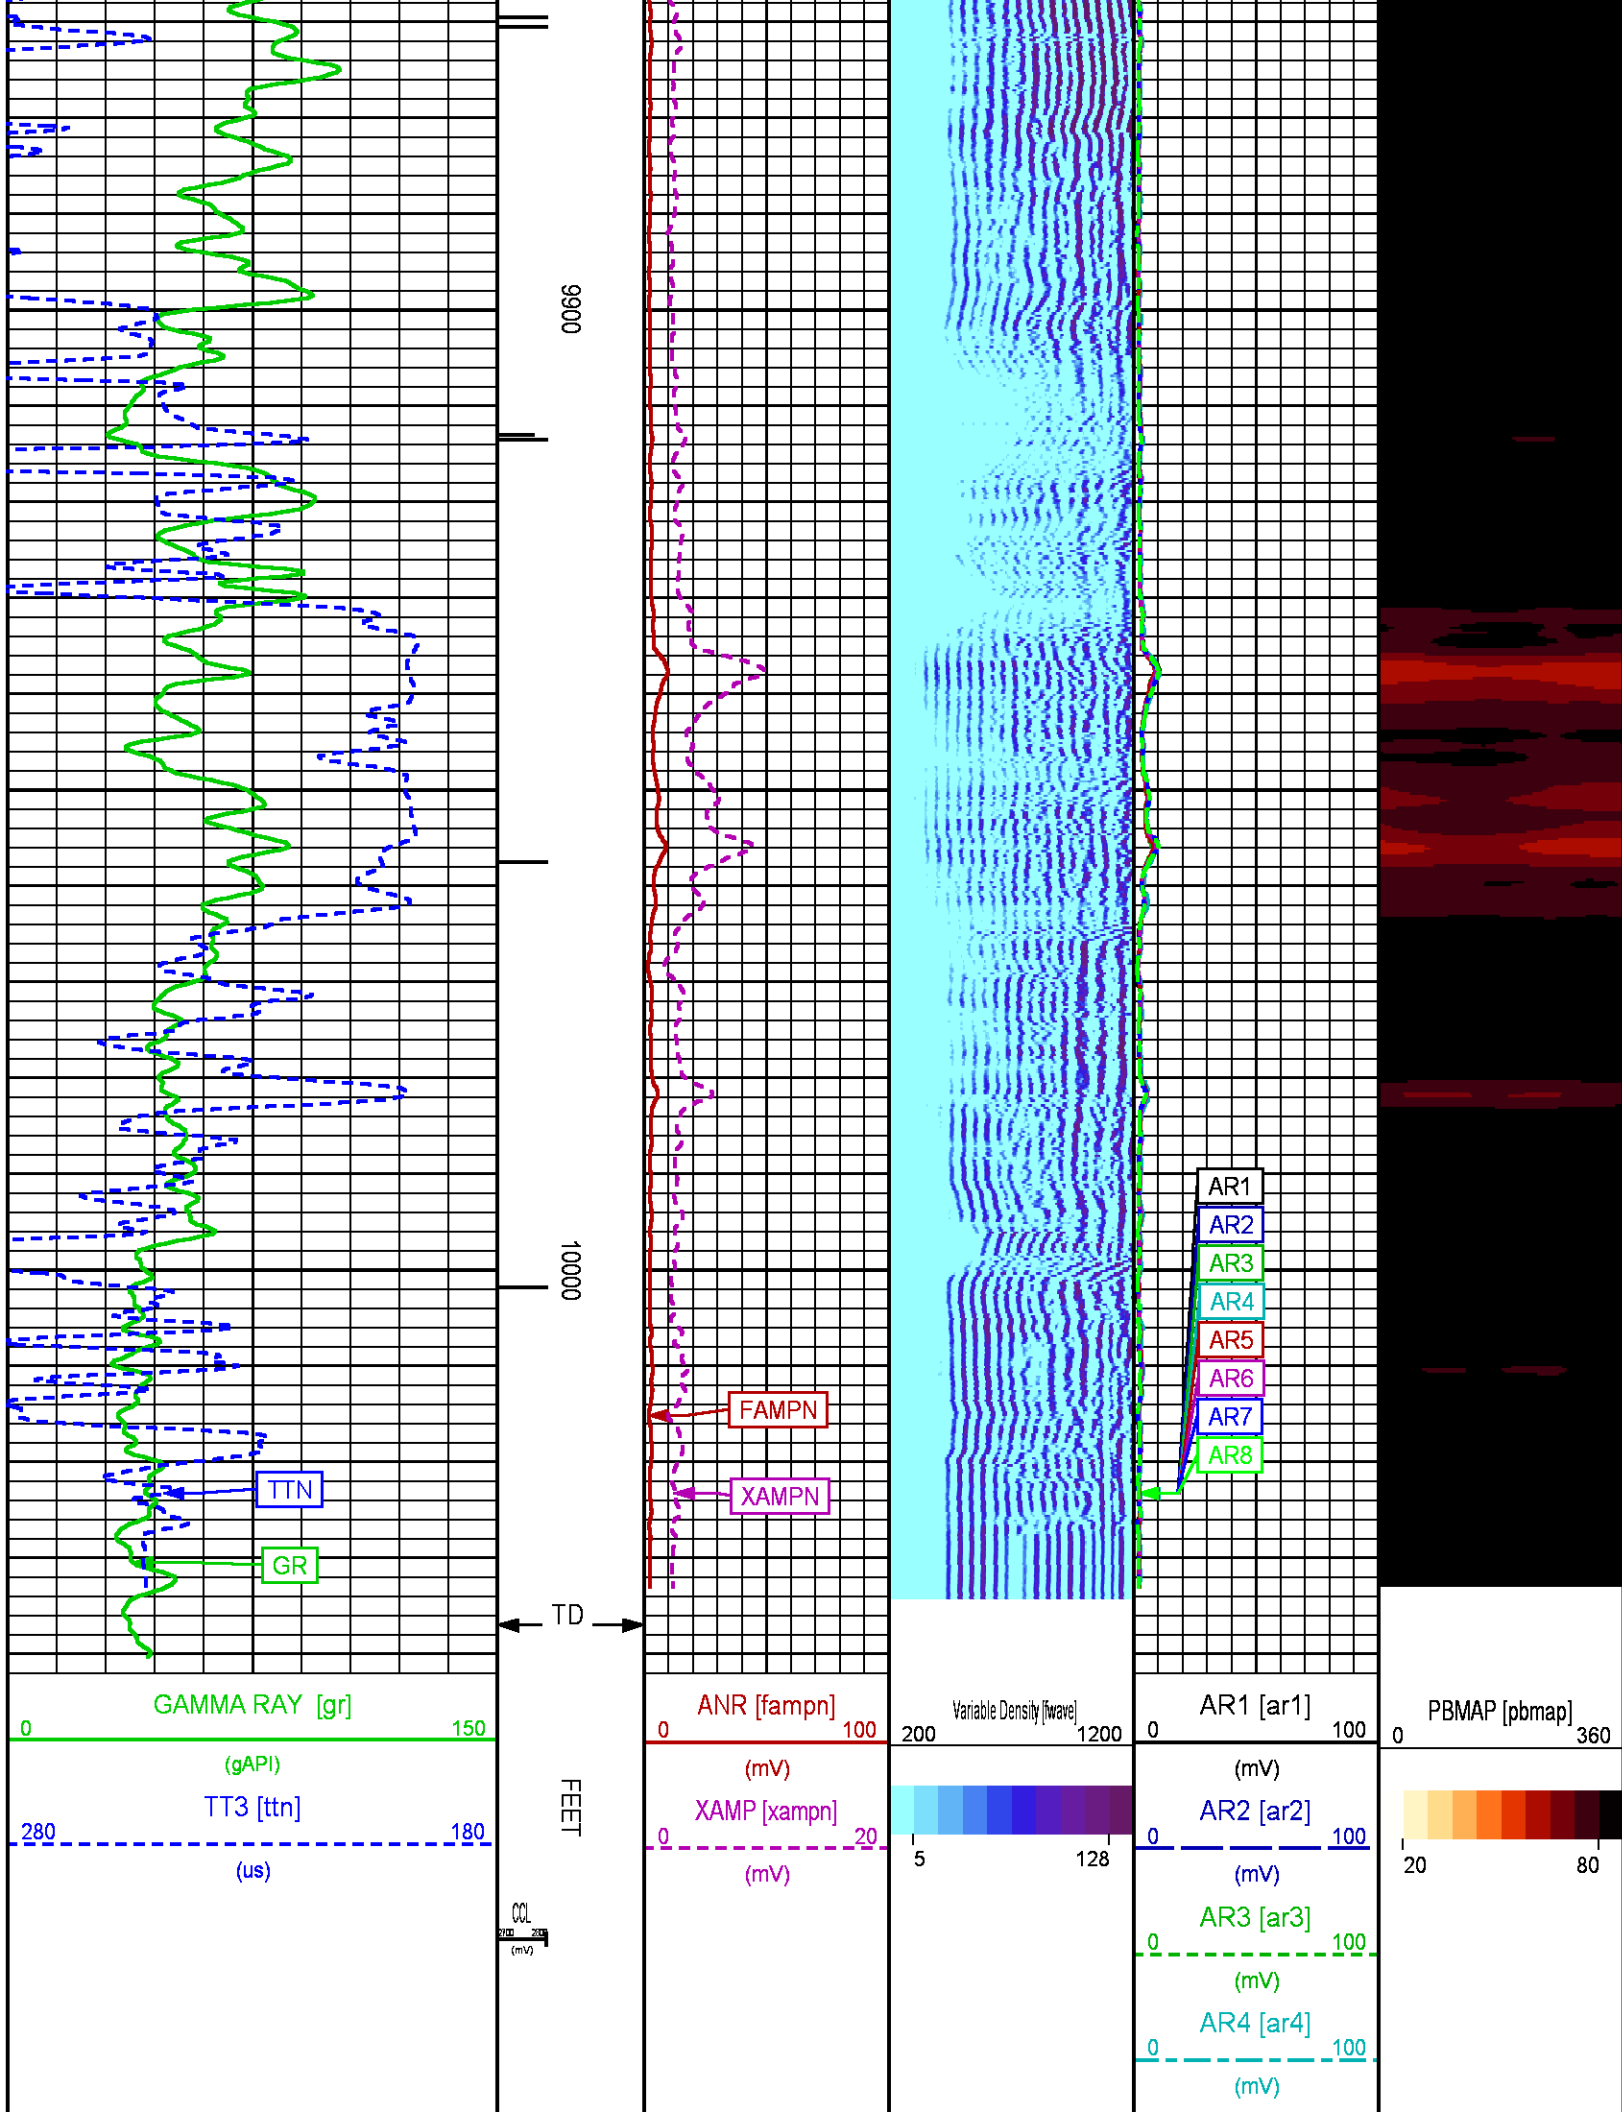 9900
10000
AR1
AR2
AR3
AR4
AR5
AR6
AR7
AR8
FAMPN
XAMPN
TTN
GR
TD
GAMMA RAY [gr]
0 150
(gAPI)
TT3 [ttn]
280 180
(us)
FEET
CCL
(mV)
ANR [fampn]
0 100
(mV)
XAMP [xampn]
0 20
(mV)
Variable Density [fwave]
200 1200
5 128
AR1 [ar1]
0 100
(mV)
AR2 [ar2]
0 100
(mV)
AR3 [ar3]
0 100
(mV)
AR4 [ar4]
0 100
(mV)
PBMAP [pbmap]
0 360
20 80